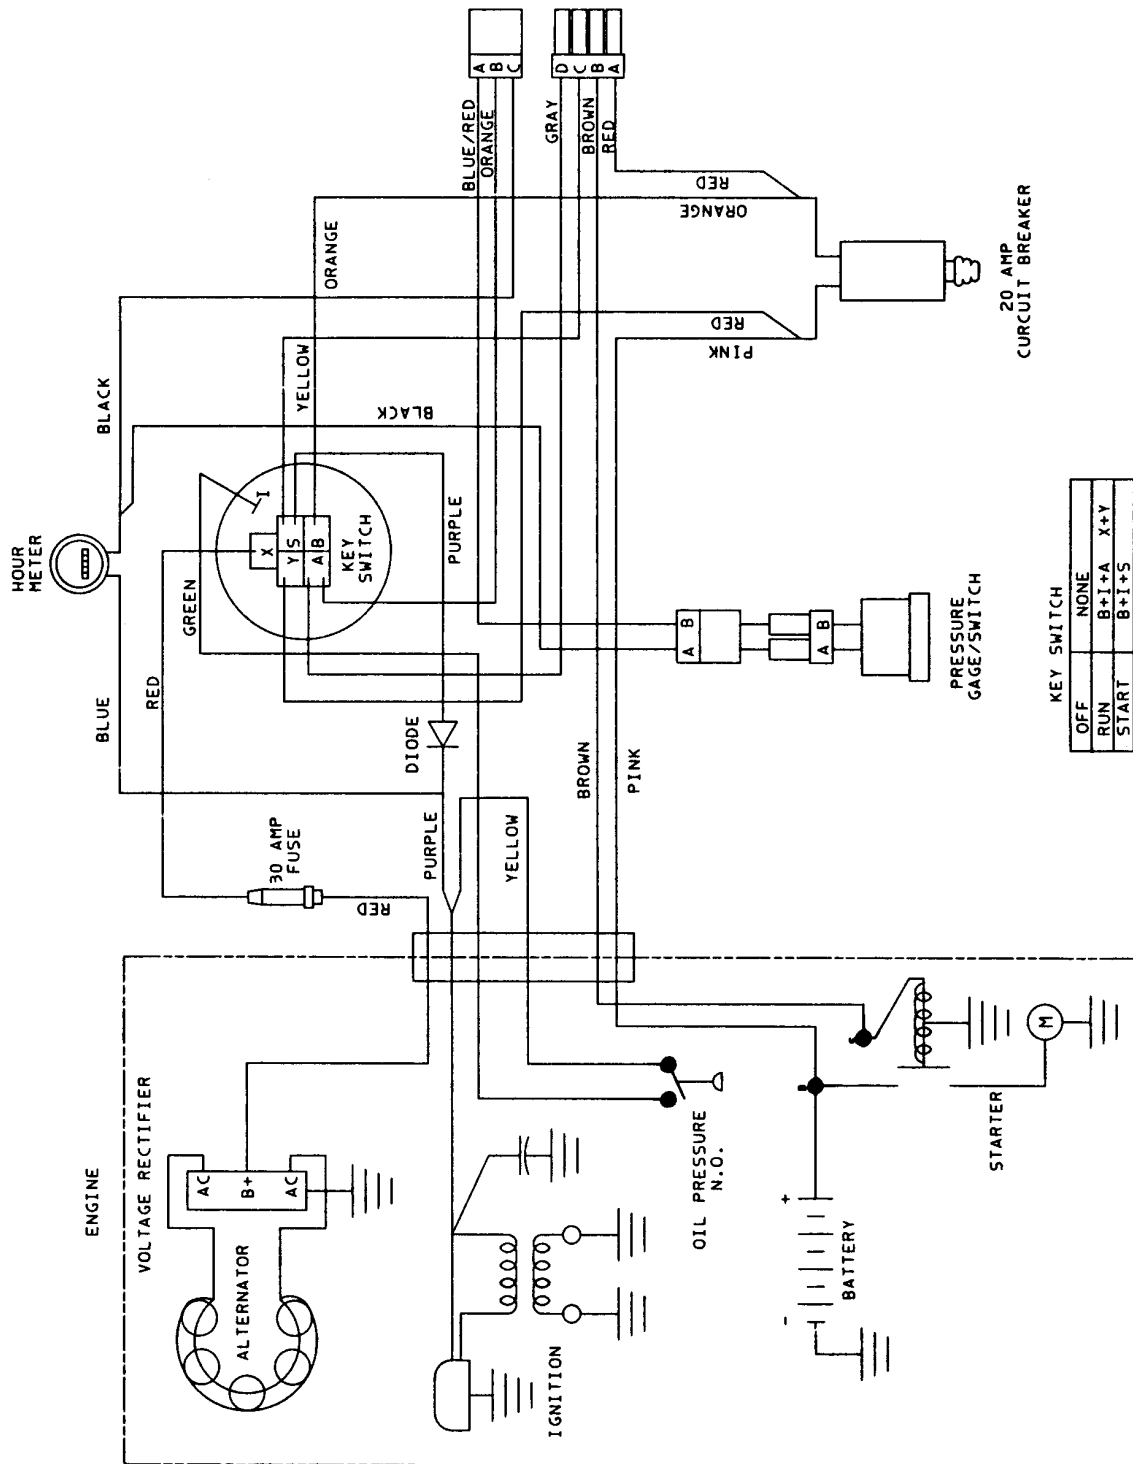 ENGINE
VOLTAGE RECTIFIER
AC
B+
AC
ALTERNATOR
IGNITION
OIL PRESSURE
N.O.
BATTERY
+
-
STARTER
M
B
30 AMP
FUSE
RED
RED
BLUE
PURPLE
YELLOW
DIODE
GREEN
HOUR
METER
BLACK
X
Y
S
A
B
I
KEY
SWITCH
PURPLE
BLACK
YELLOW
ORANGE
BROWN
PINK
A
B
A
B
PRESSURE
GAGE/SWITCH
PINK
RED
ORANGE
RED
20 AMP
CURCUIT BREAKER
BLUE/RED
ORANGE
A
B
C
GRAY
BROWN
RED
D
C
B
A
KEY SWITCH
OFF NONE
RUN B+I+A X+Y
START B+I+S